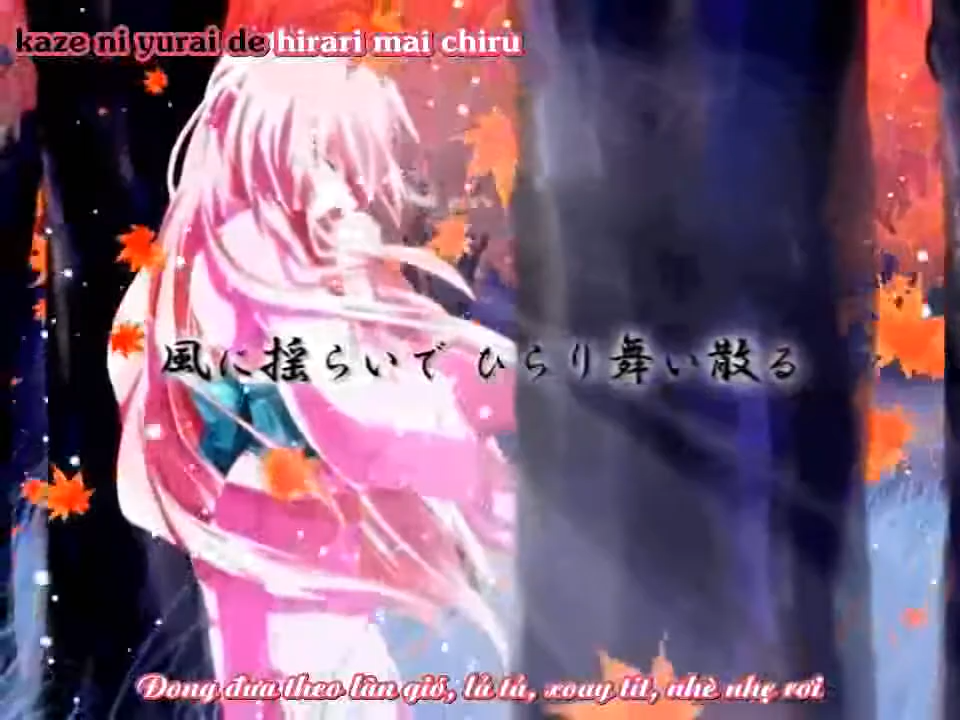 kaze ni yurai de hirari mai chiru
風に揺らいで ひらり舞い散る
Đong đưa theo làn gió, lả tả, xoay tít, nhè nhẹ rơi